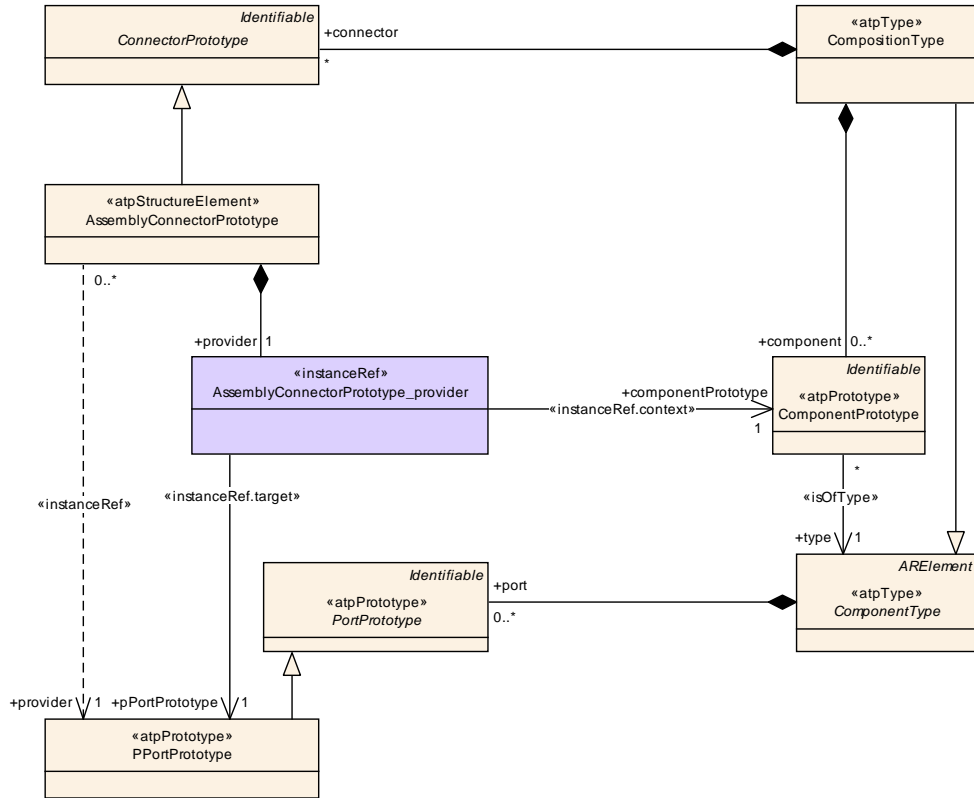 Identifiable
ConnectorPrototype
+connector
*
«atpType»
CompositionType
«atpStructureElement»
AssemblyConnectorPrototype
0..*
+provider 1
+component 0..*
«instanceRef»
AssemblyConnectorPrototype_provider
+componentPrototype
«instanceRef.context»
1
Identifiable
«atpPrototype»
ComponentPrototype
*
«instanceRef»
«instanceRef.target»
«isOfType»
+type 1
Identifiable
«atpPrototype»
PortPrototype
+port
0..*
ARElement
«atpType»
ComponentType
+provider 1
+pPortPrototype 1
«atpPrototype»
PPortPrototype